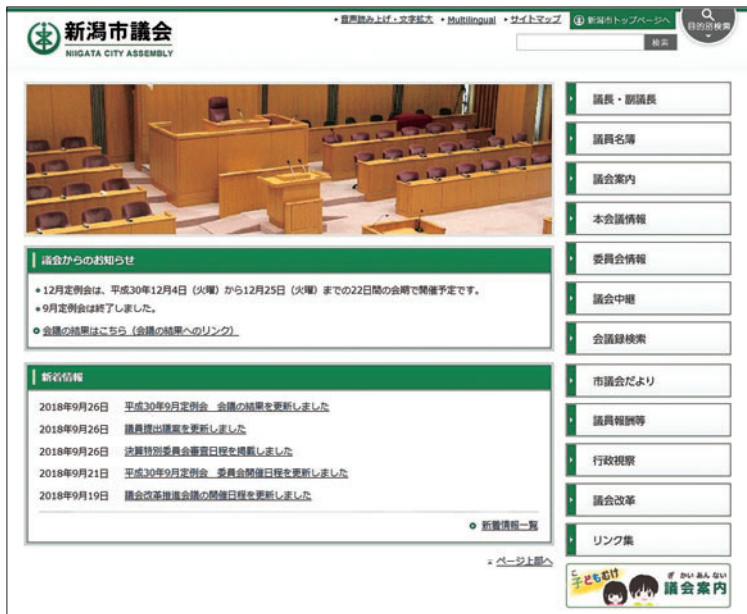 新潟市議会
NIIGATA CITY ASSEMBLY
音声読み上げ・文字拡大 Multilingual サイトマップ 新潟市トップページへ
目的別検索
検索
議会からのお知らせ
12月定例会は、平成30年12月4日（火曜）から12月25日（火曜）までの22日間の会期で開催予定です。
9月定例会は終了しました。
会議の結果はこちら（会議の結果へのリンク）
新着情報
2018年9月26日 平成30年9月定例会 会議の結果を更新しました
2018年9月26日 議員提出議案を更新しました
2018年9月26日 決算特別委員会審査日程を掲載しました
2018年9月21日 平成30年9月定例会 委員会開催日程を更新しました
2018年9月19日 議会改革推進会議の開催日程を更新しました
新着情報一覧
ページ上部へ
議長・副議長
議員名簿
議会案内
本会議情報
委員会情報
議会中継
会議録検索
市議会だより
議員報酬等
行政視察
議会改革
リンク集
こ
子どもむけ
ぎかいあんない
議会案内